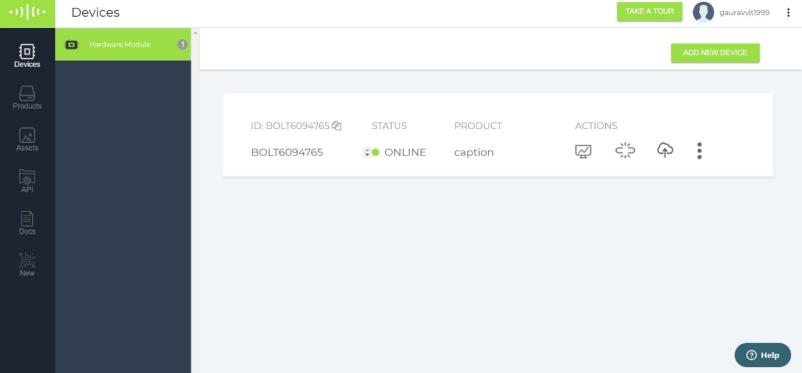 Devices
TAKE A TOUR
gauravvit1999
Hardware Module
1
ADD NEW DEVICE
Devices
Products
Assets
API
Docs
New
ID: BOLT6094765 STATUS PRODUCT ACTIONS
BOLT6094765 ONLINE caption
? Help